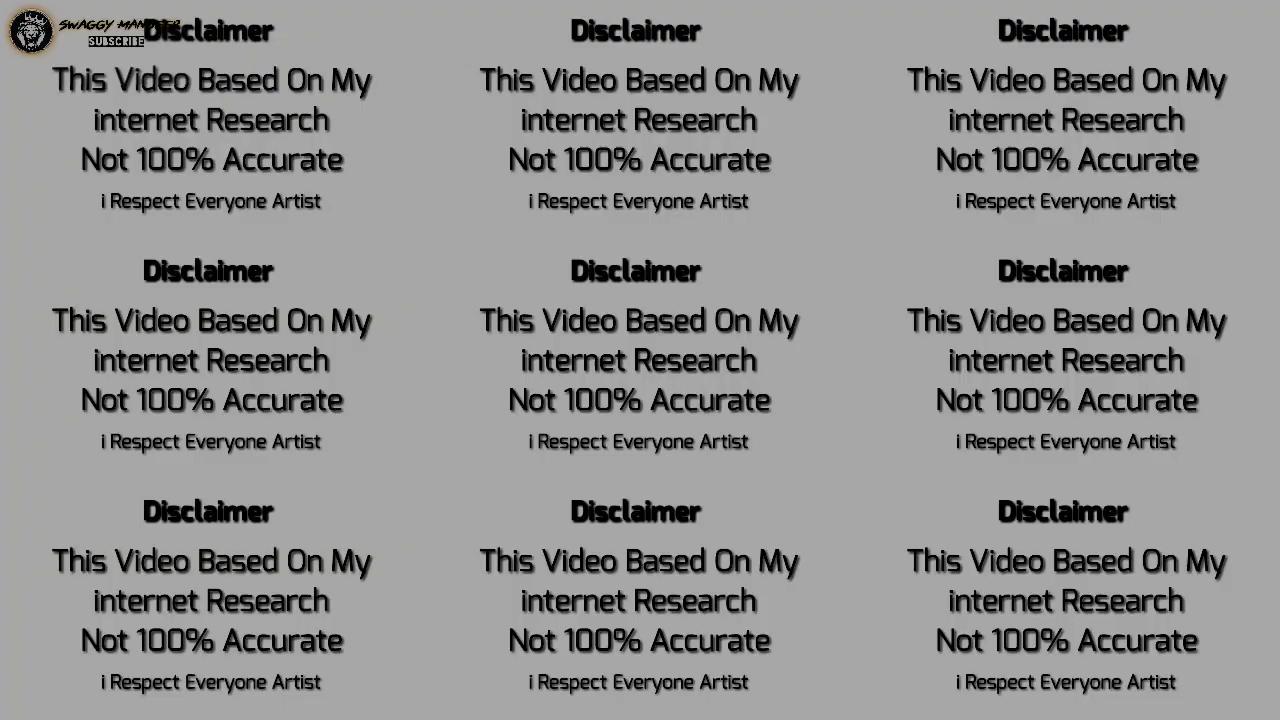 SWAGGY
SUBSCRIBE
Disclaimer
This Video Based On My
internet Research
Not 100% Accurate
i Respect Everyone Artist
Disclaimer
This Video Based On My
internet Research
Not 100% Accurate
i Respect Everyone Artist
Disclaimer
This Video Based On My
internet Research
Not 100% Accurate
i Respect Everyone Artist
Disclaimer
This Video Based On My
internet Research
Not 100% Accurate
i Respect Everyone Artist
Disclaimer
This Video Based On My
internet Research
Not 100% Accurate
i Respect Everyone Artist
Disclaimer
This Video Based On My
internet Research
Not 100% Accurate
i Respect Everyone Artist
Disclaimer
This Video Based On My
internet Research
Not 100% Accurate
i Respect Everyone Artist
Disclaimer
This Video Based On My
internet Research
Not 100% Accurate
i Respect Everyone Artist
Disclaimer
This Video Based On My
internet Research
Not 100% Accurate
i Respect Everyone Artist